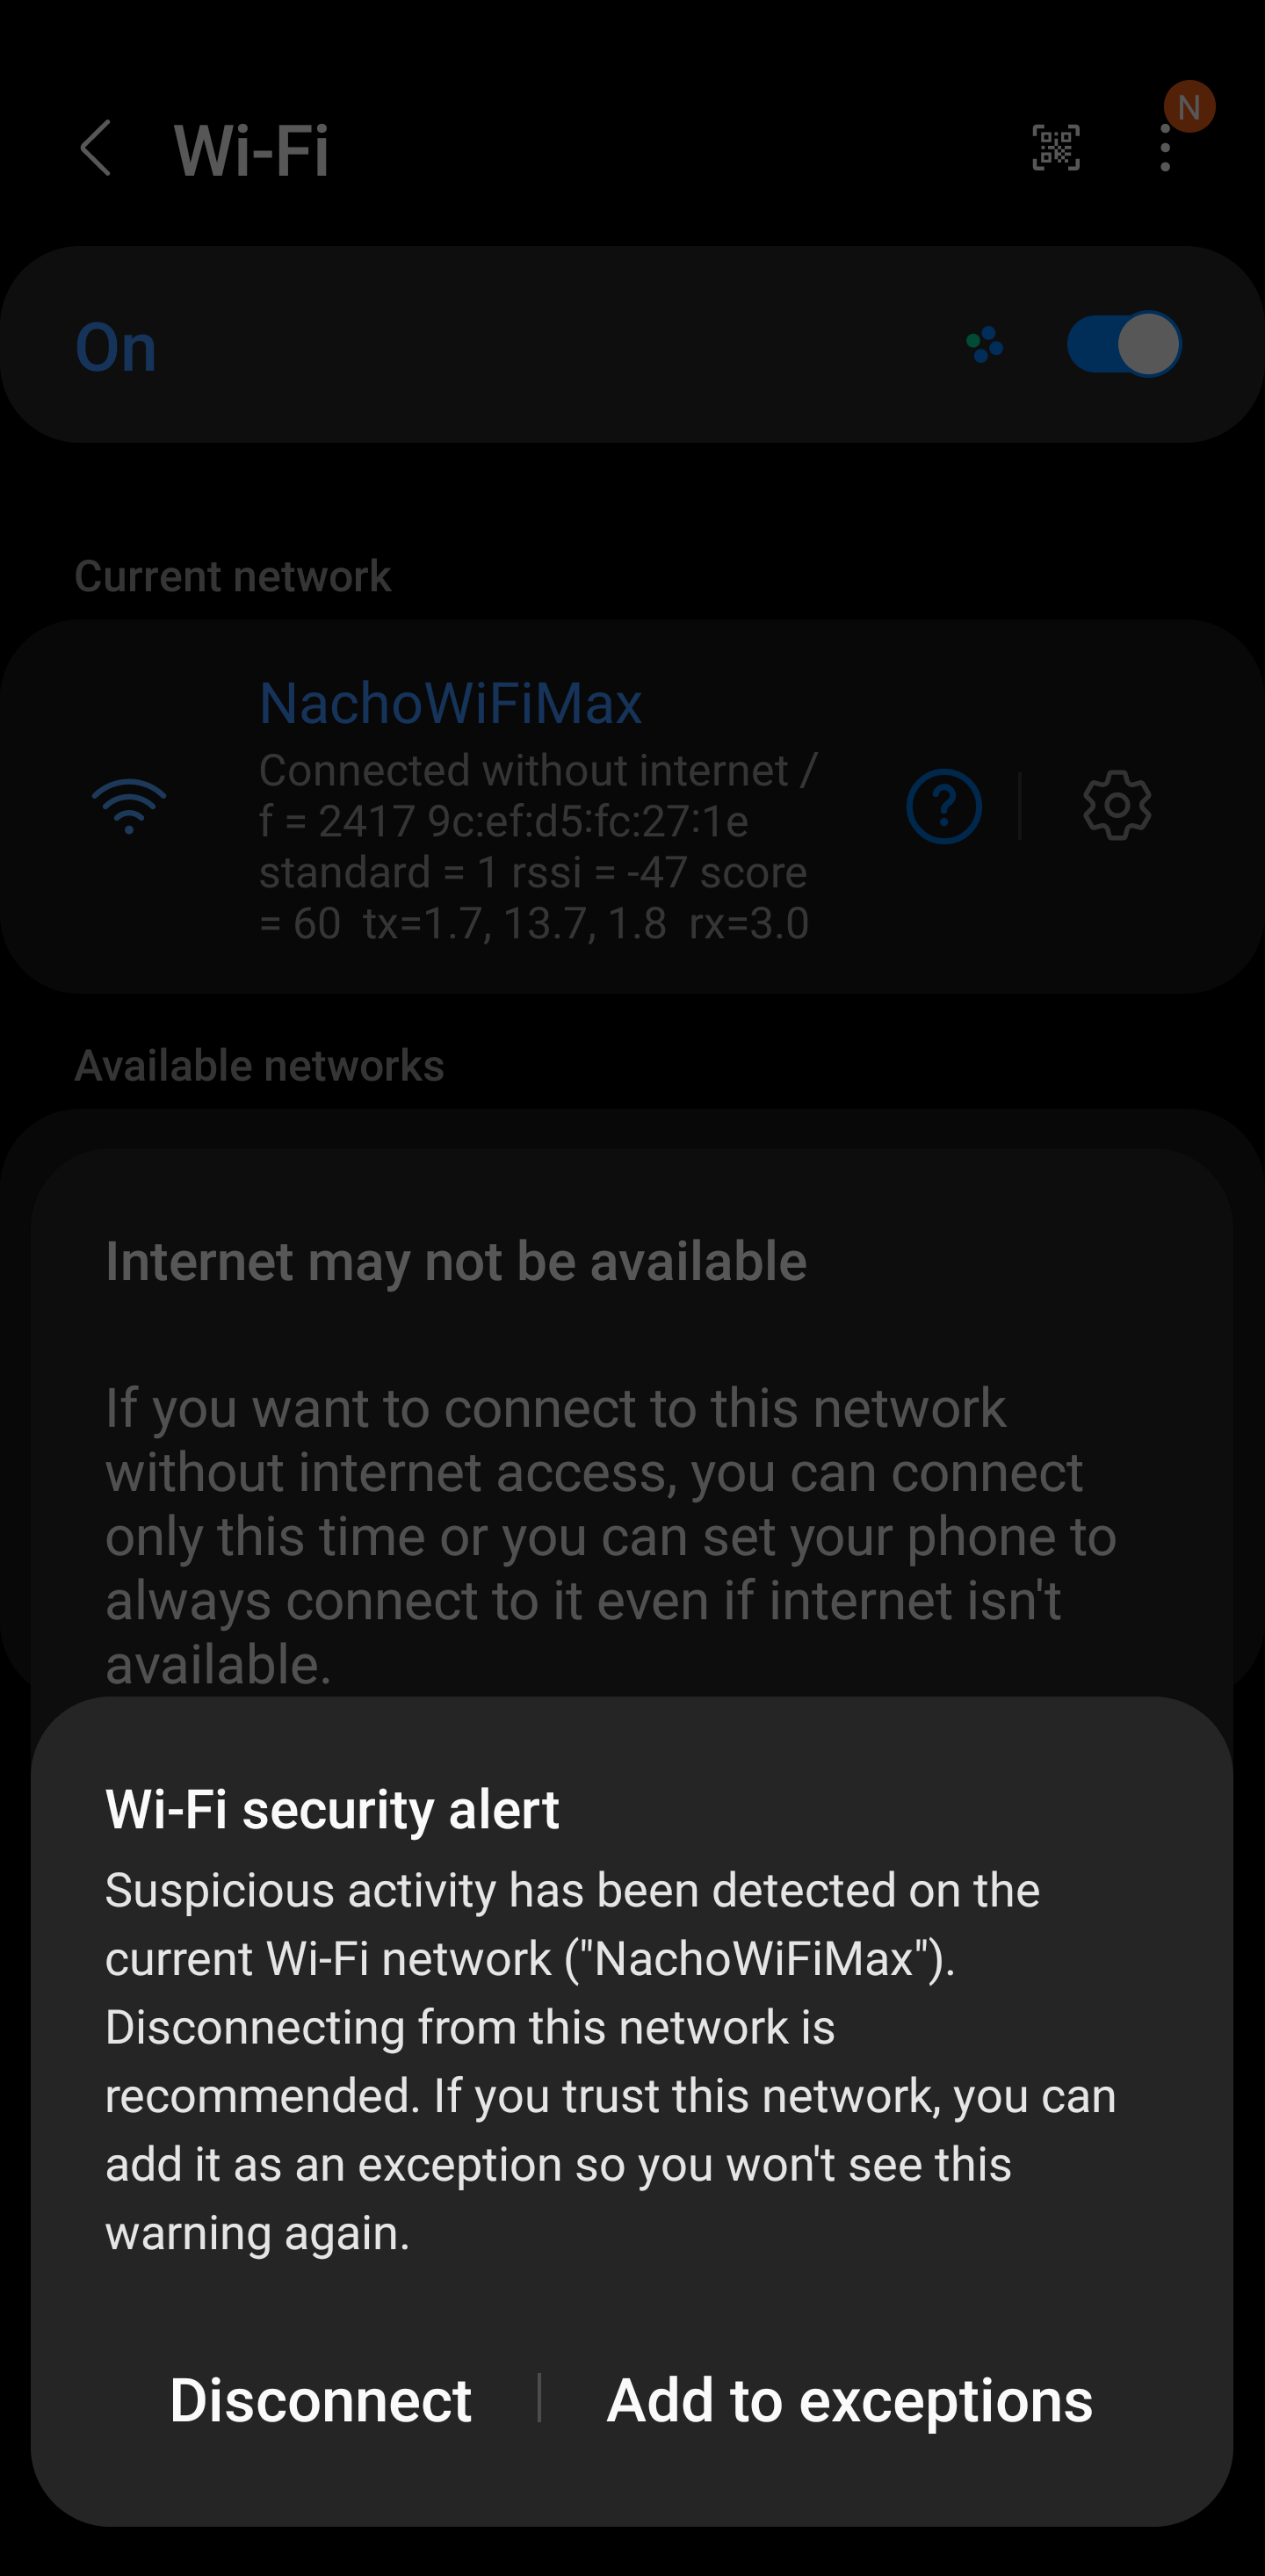 N
Wi-Fi
On
Current network
NachoWiFiMax
Connected without internet /
f = 2417 9c:ef:d5:fc:27:1e
standard = 1 rssi = -47 score
= 60  tx=1.7, 13.7, 1.8  rx=3.0
?
Available networks
Internet may not be available
If you want to connect to this network
without internet access, you can connect
only this time or you can set your phone to
always connect to it even if internet isn't
available.
Wi-Fi security alert
Suspicious activity has been detected on the
current Wi-Fi network ("NachoWiFiMax").
Disconnecting from this network is
recommended. If you trust this network, you can
add it as an exception so you won't see this
warning again.
Disconnect
Add to exceptions